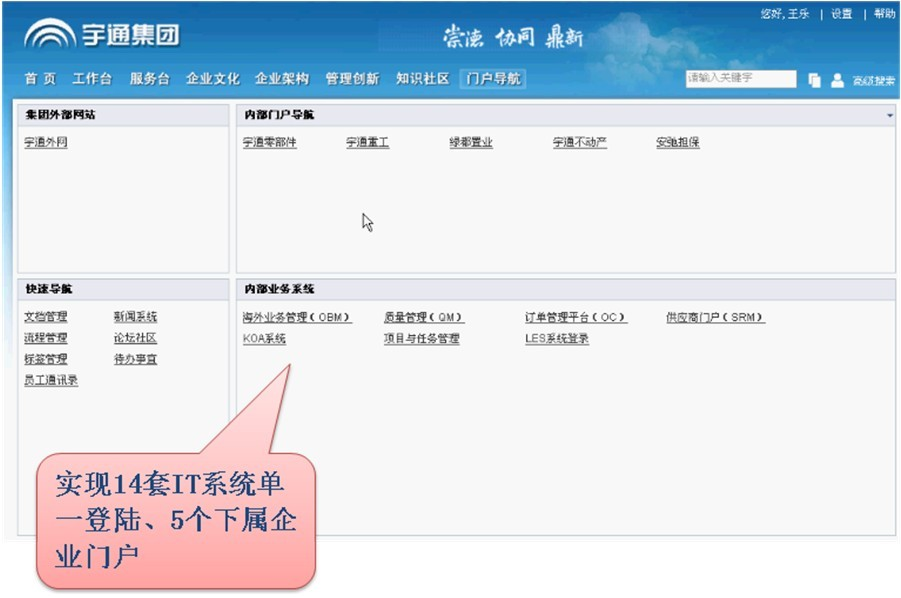 您好,王乐 | 设置 | 帮助
宇通集团
崇德 协同 鼎新
首 页 工作台 服务台 企业文化 企业架构 管理创新 知识社区 门户导航
请输入关键字 高级搜索
集团外部网站
宇通外网
内部门户导航
宇通零部件 宇通重工 绿都置业 宇通不动产 安驰担保
快速导航
文档管理 新闻系统
流程管理 论坛社区
标签管理 待办事宜
员工通讯录
内部业务系统
海外业务管理(OBM) 质量管理(QM) 订单管理平台(OC) 供应商门户(SRM)
KOA系统 项目与任务管理 LES系统登录
实现14套IT系统单
一登陆、5个下属企
业门户